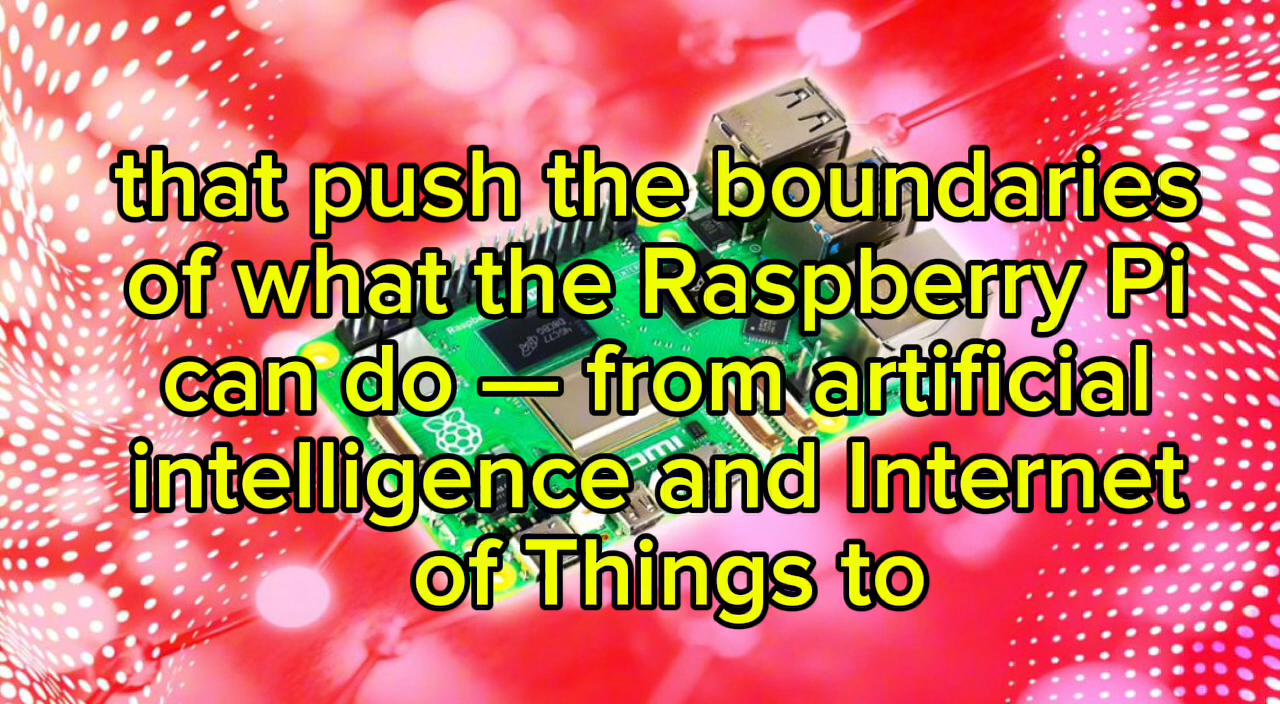 that push the boundaries
of what the Raspberry Pi
can do — from artificial
intelligence and Internet
of Things to